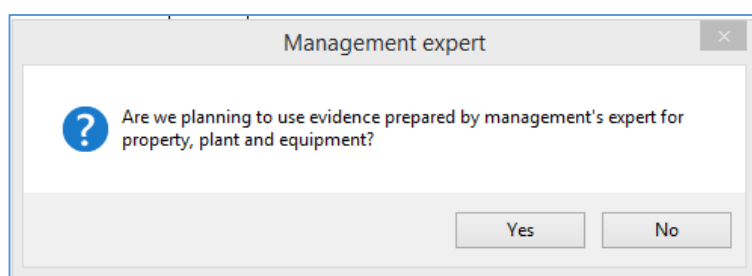 Management expert
Are we planning to use evidence prepared by management's expert for
property, plant and equipment?
Yes No